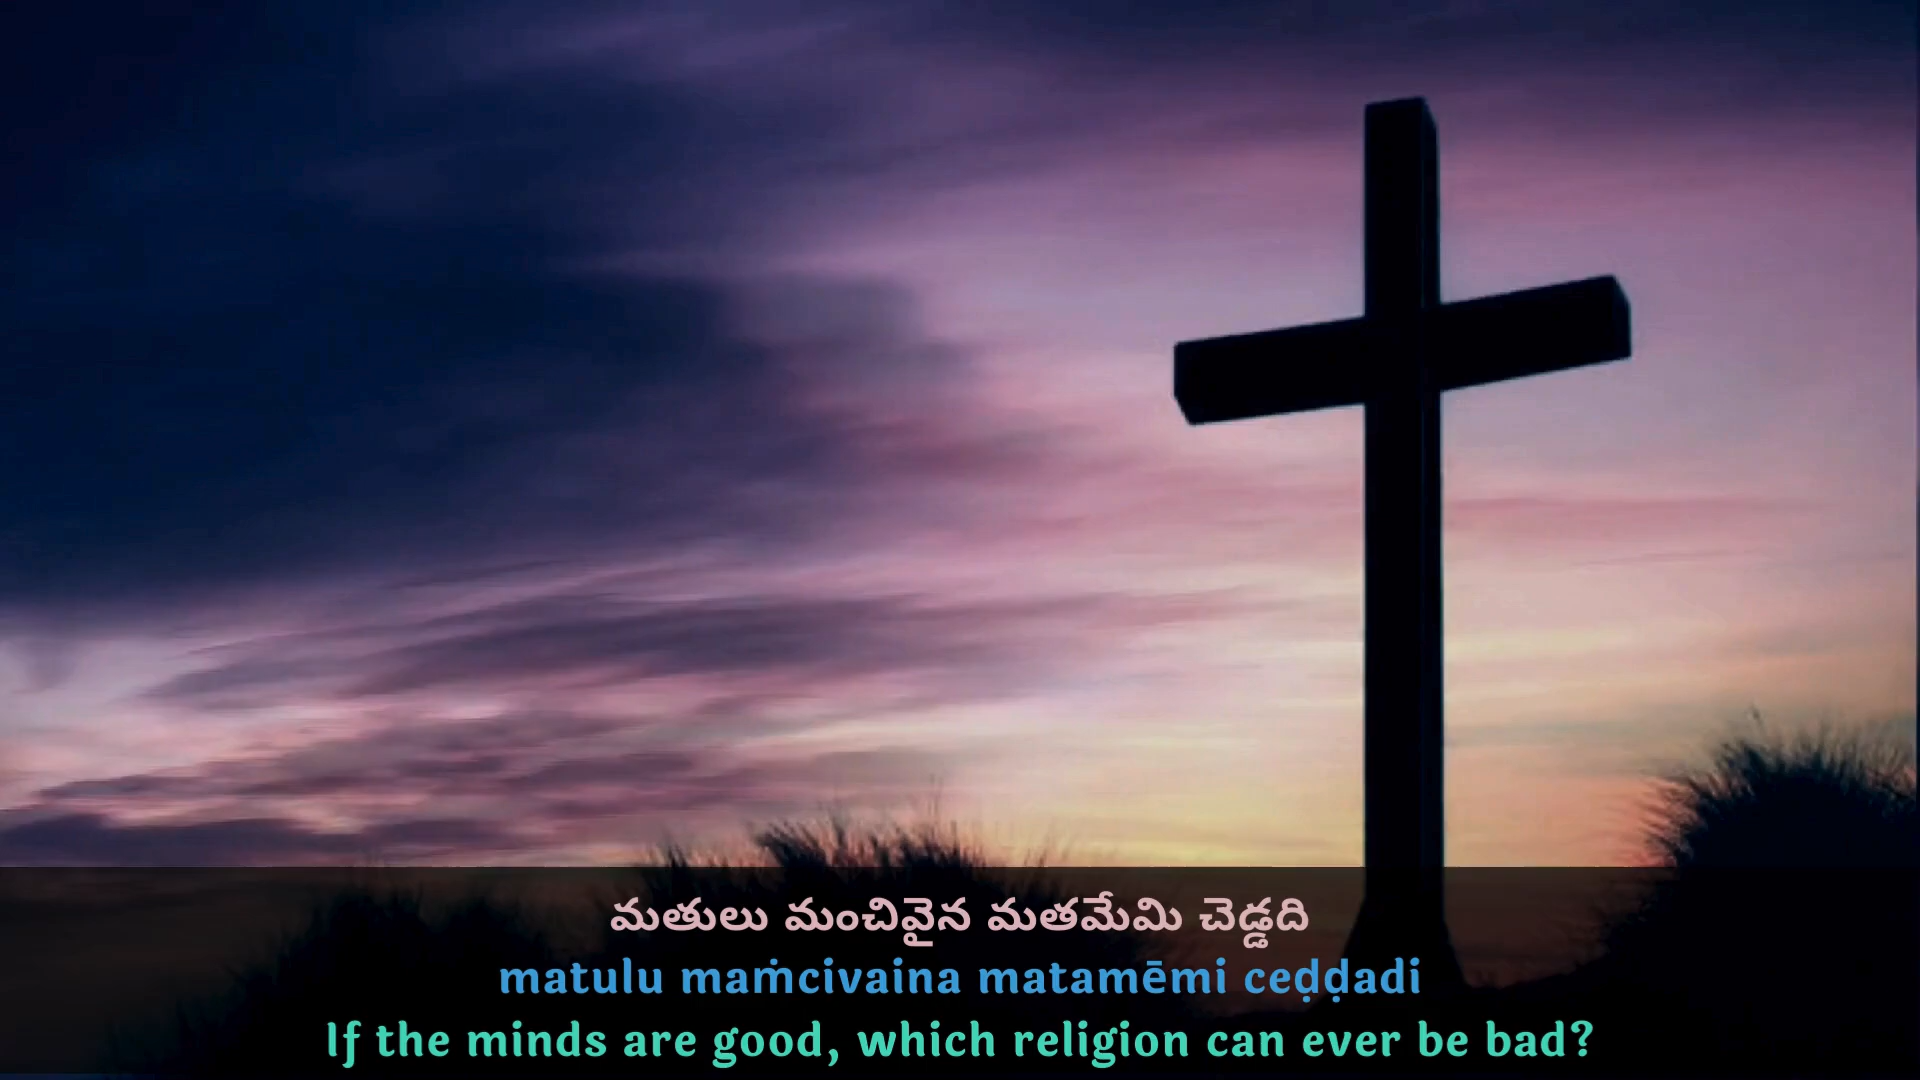 మతులు మంచివైన మతమేమి చెడ్డది
matulu maṁcivaina matamēmi ceḍḍadi
If the minds are good, which religion can ever be bad?